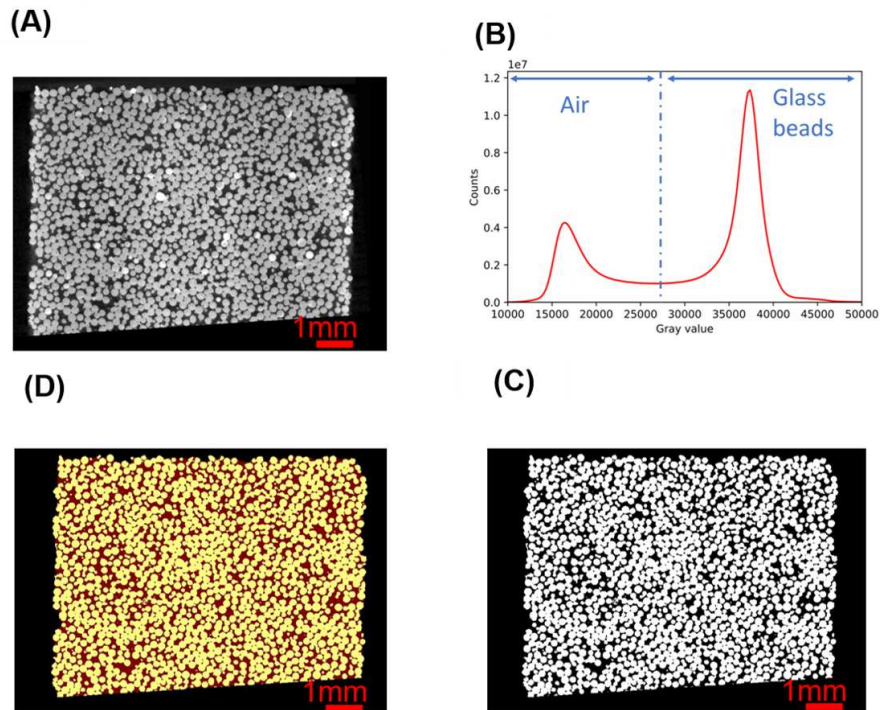 (A)
1mm
(B)
1e7
Air
Glass
beads
Counts
1.2
1.0
0.8
0.6
0.4
0.2
0.0
10000 15000 20000 25000 30000 35000 40000 45000 50000
Gray value
(D)
1mm
(C)
1mm